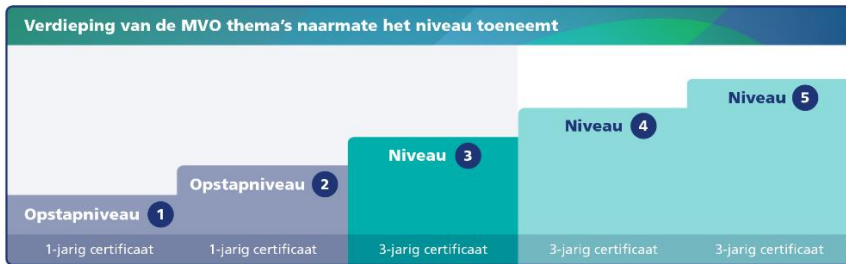 Verdieping van de MVO thema's naarmate het niveau toeneemt
Opstapniveau 1
1-jarig certificaat
Opstapniveau 2
1-jarig certificaat
Niveau 3
3-jarig certificaat
Niveau 4
3-jarig certificaat
Niveau 5
3-jarig certificaat